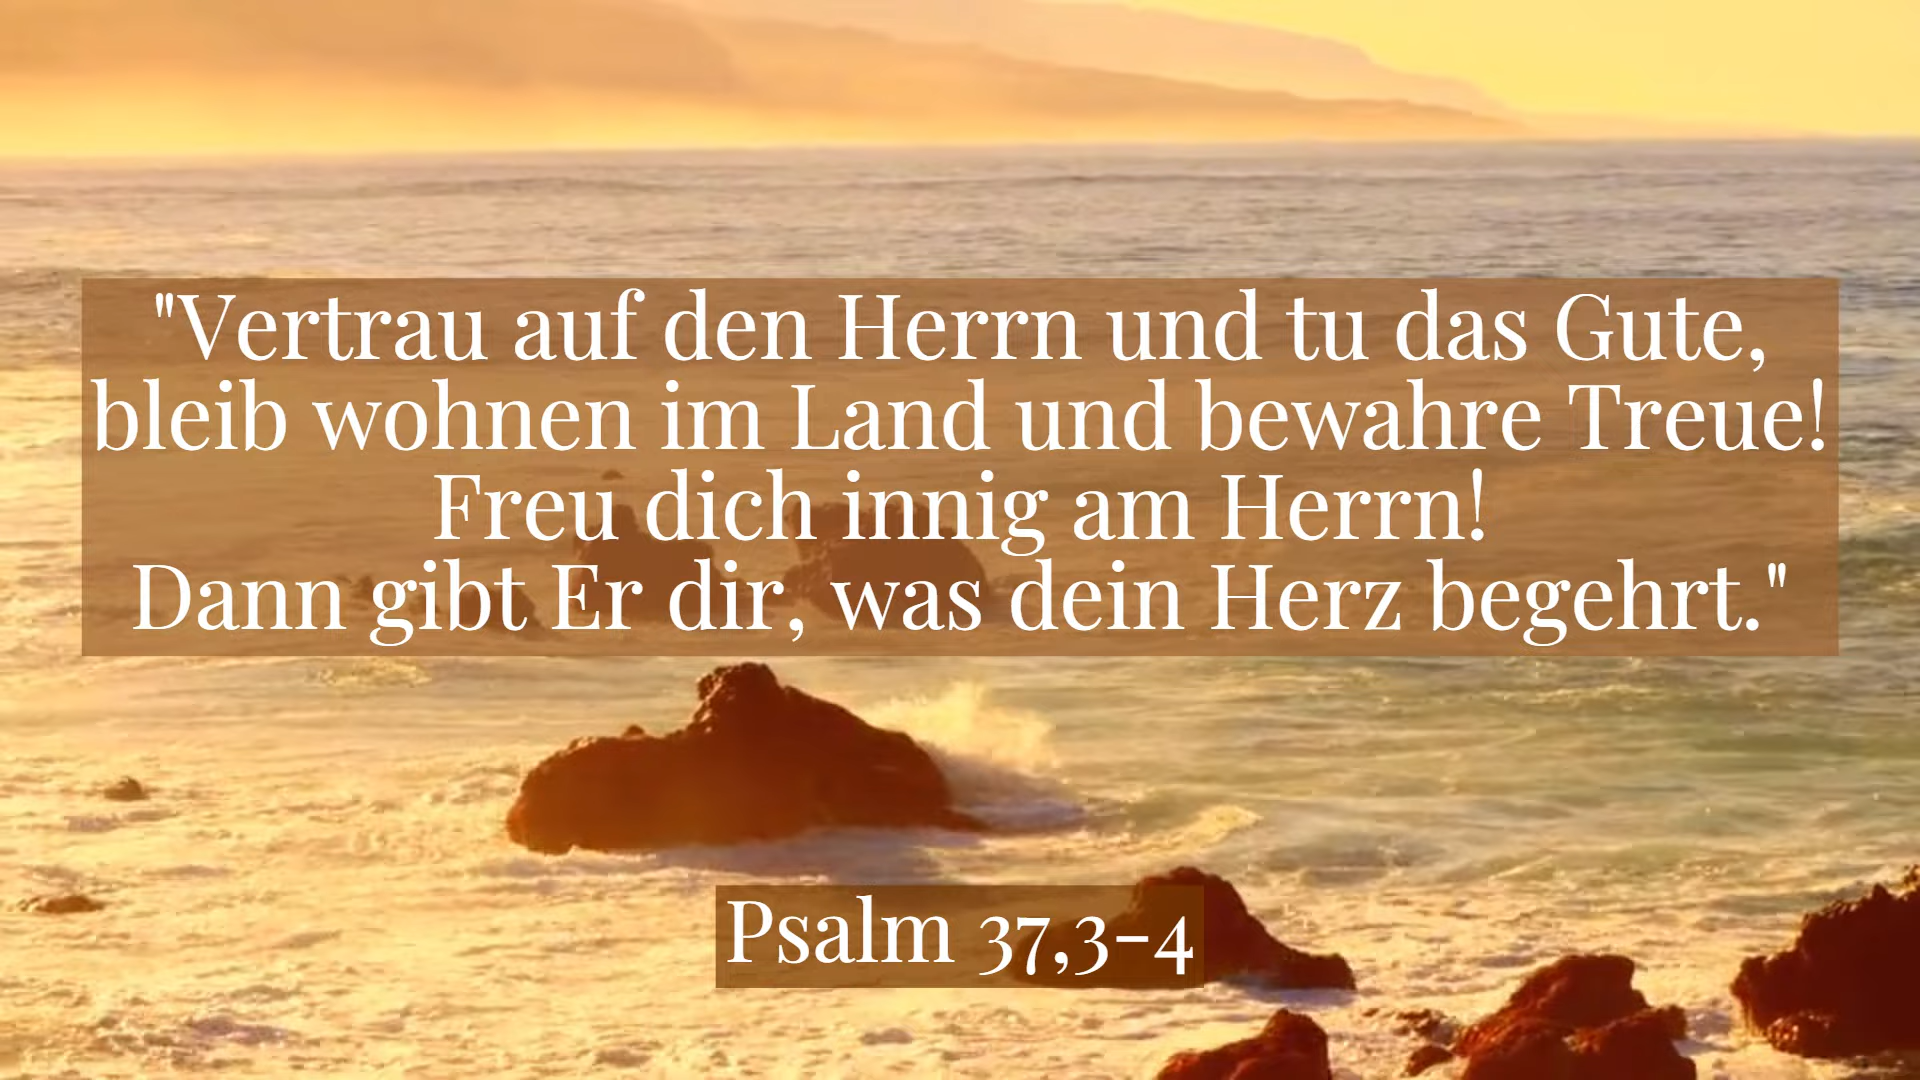 "Vertrau auf den Herrn und tu das Gute,
bleib wohnen im Land und bewahre Treue!
Freu dich innig am Herrn!
Dann gibt Er dir, was dein Herz begehrt."
Psalm 37,3-4